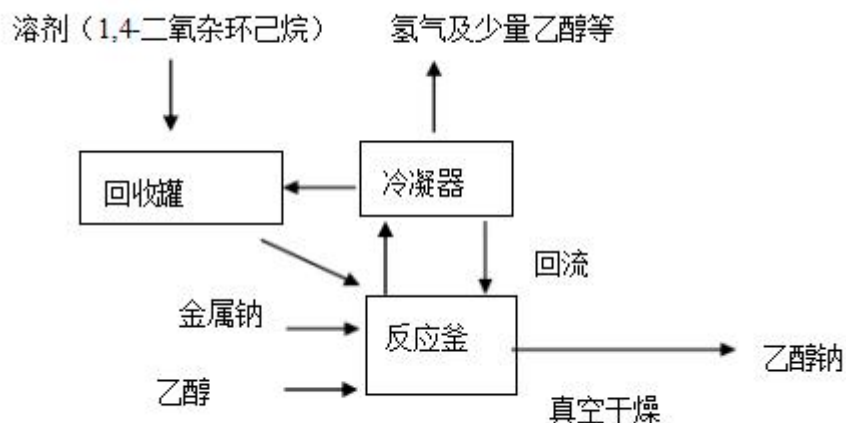 溶剂（1,4-二氧杂环己烷）
氢气及少量乙醇等
回收罐
冷凝器
回流
金属钠
反应釜
乙醇钠
乙醇
真空干燥